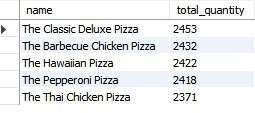 name total_quantity
The Classic Deluxe Pizza 2453
The Barbecue Chicken Pizza 2432
The Hawaiian Pizza 2422
The Pepperoni Pizza 2418
The Thai Chicken Pizza 2371